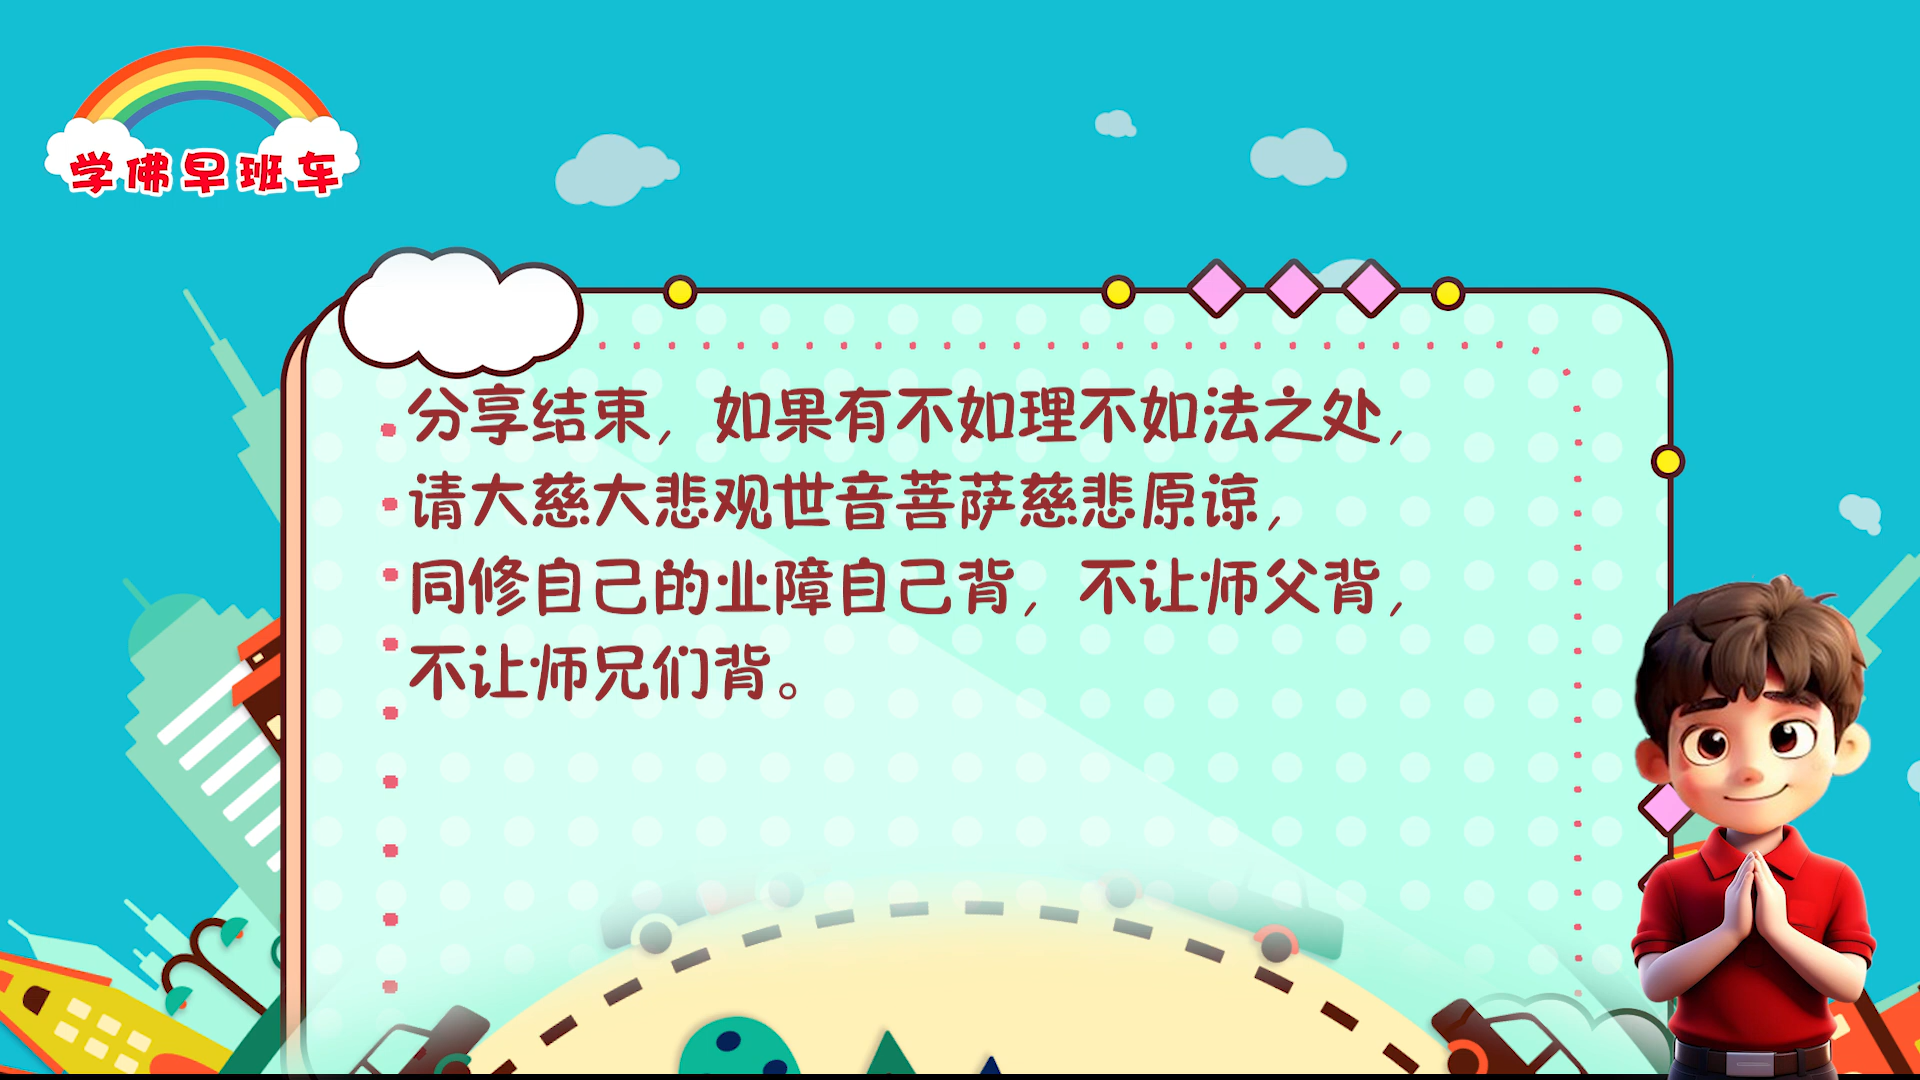 学佛早班车
分享结束，如果有不如理不如法之处，
请大慈大悲观世音菩萨慈悲原谅，
同修自己的业障自己背，不让师父背，
不让师兄们背。